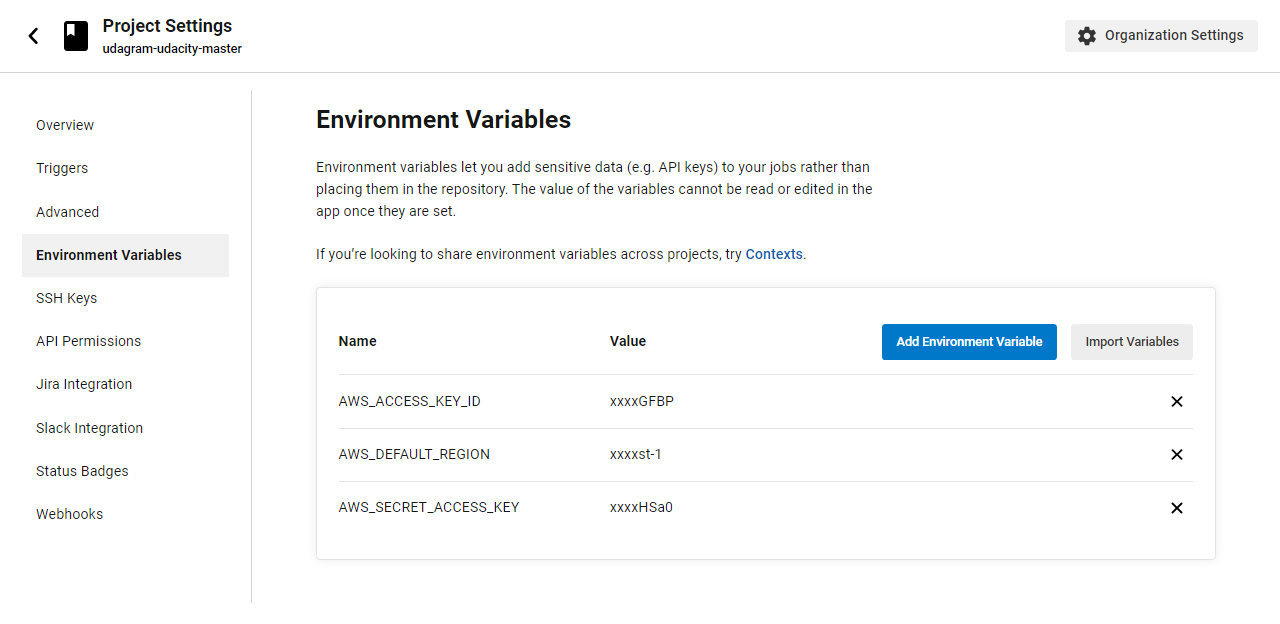 Project Settings
udagram-udacity-master
Organization Settings
Overview
Triggers
Advanced
Environment Variables
SSH Keys
API Permissions
Jira Integration
Slack Integration
Status Badges
Webhooks
Environment Variables
Environment variables let you add sensitive data (e.g. API keys) to your jobs rather than
placing them in the repository. The value of the variables cannot be read or edited in the
app once they are set.
If you’re looking to share environment variables across projects, try Contexts.
Name Value Add Environment Variable Import Variables
AWS_ACCESS_KEY_ID xxxxGFBP
AWS_DEFAULT_REGION xxxxst-1
AWS_SECRET_ACCESS_KEY xxxxHSa0